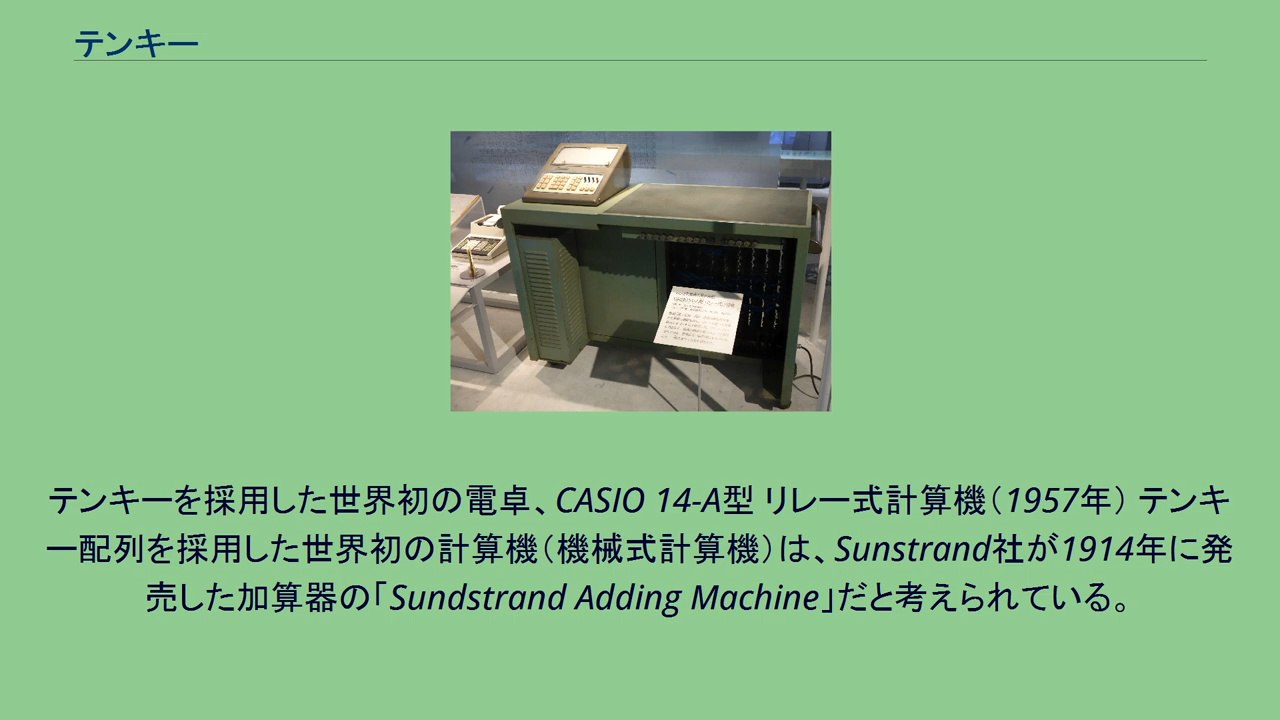 テンキー
テンキーを採用した世界初の電卓、CASIO 14-A型 リレー式計算機（1957年） テンキ
ー配列を採用した世界初の計算機（機械式計算機）は、Sunstrand社が1914年に発
売した加算器の「Sundstrand Adding Machine」だと考えられている。